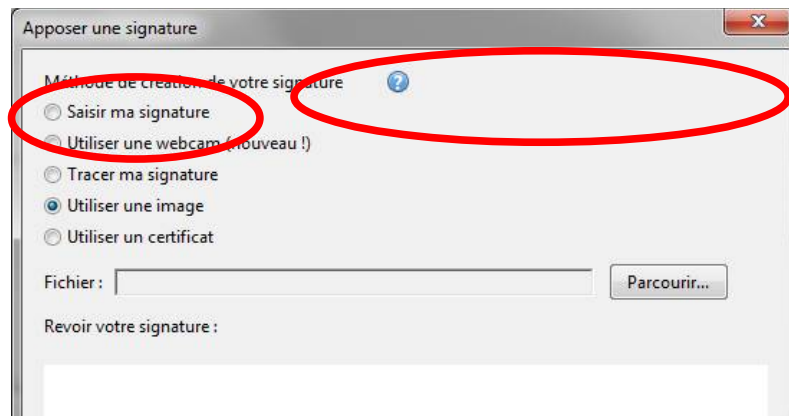 Apposer une signature
Méthode de création de votre signature
Saisir ma signature
Utiliser une webcam (nouveau !)
Tracer ma signature
Utiliser une image
Utiliser un certificat
Fichier : Parcourir...
Revoir votre signature :